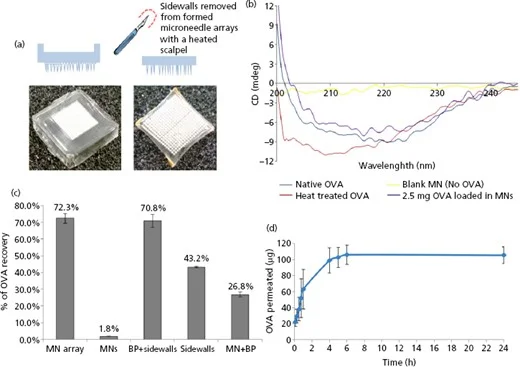 Sidewalls removed
from formed
microneedle arrays
with a heated
scalpel
(a)
(b)
12
9
6
3
0
−3
−6
−9
−12
CD (mdeg)
200 210 220 230 240
Wavelenghth (nm)
Native OVA Blank MN (No OVA)
Heat treated OVA 2.5 mg OVA loaded in MNs
(c)
80.0%
70.0%
60.0%
50.0%
40.0%
30.0%
20.0%
10.0%
0.0%
% of OVA recovery
72.3%
1.8%
70.8%
43.2%
26.8%
MN array MNs BP+sidewalls Sidewalls MN+BP
(d)
120
100
80
60
40
20
0
OVA permeated (µg)
0 2 4 6 8 10 12 14 16 18 20 22 24
Time (h)